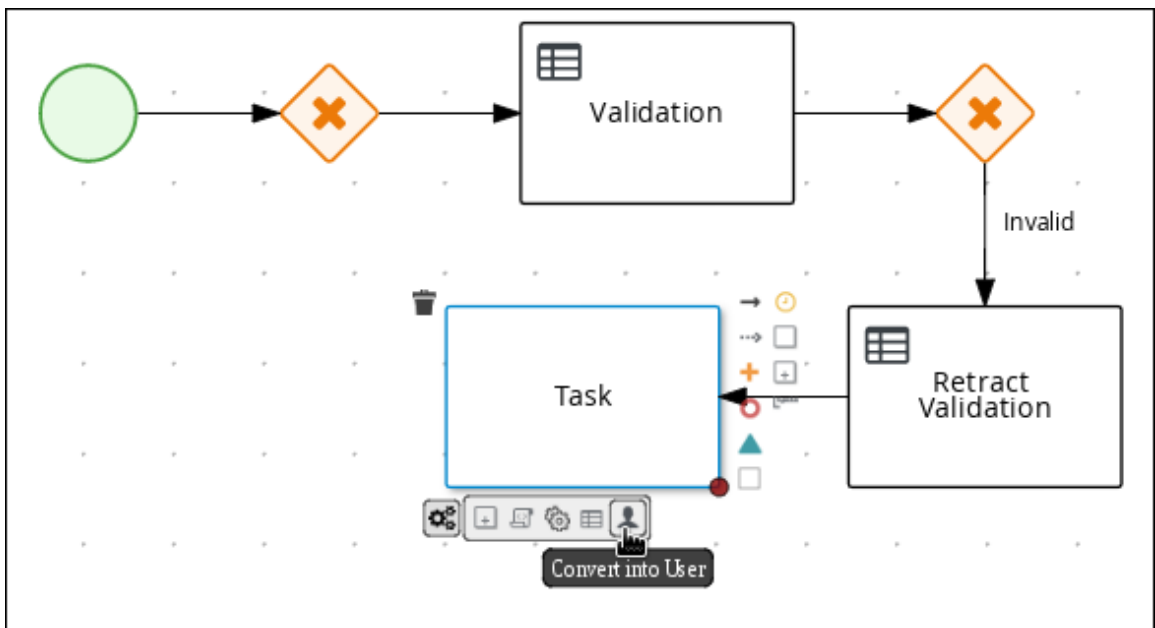 Validation
Invalid
Task
Retract
Validation
Convert into User